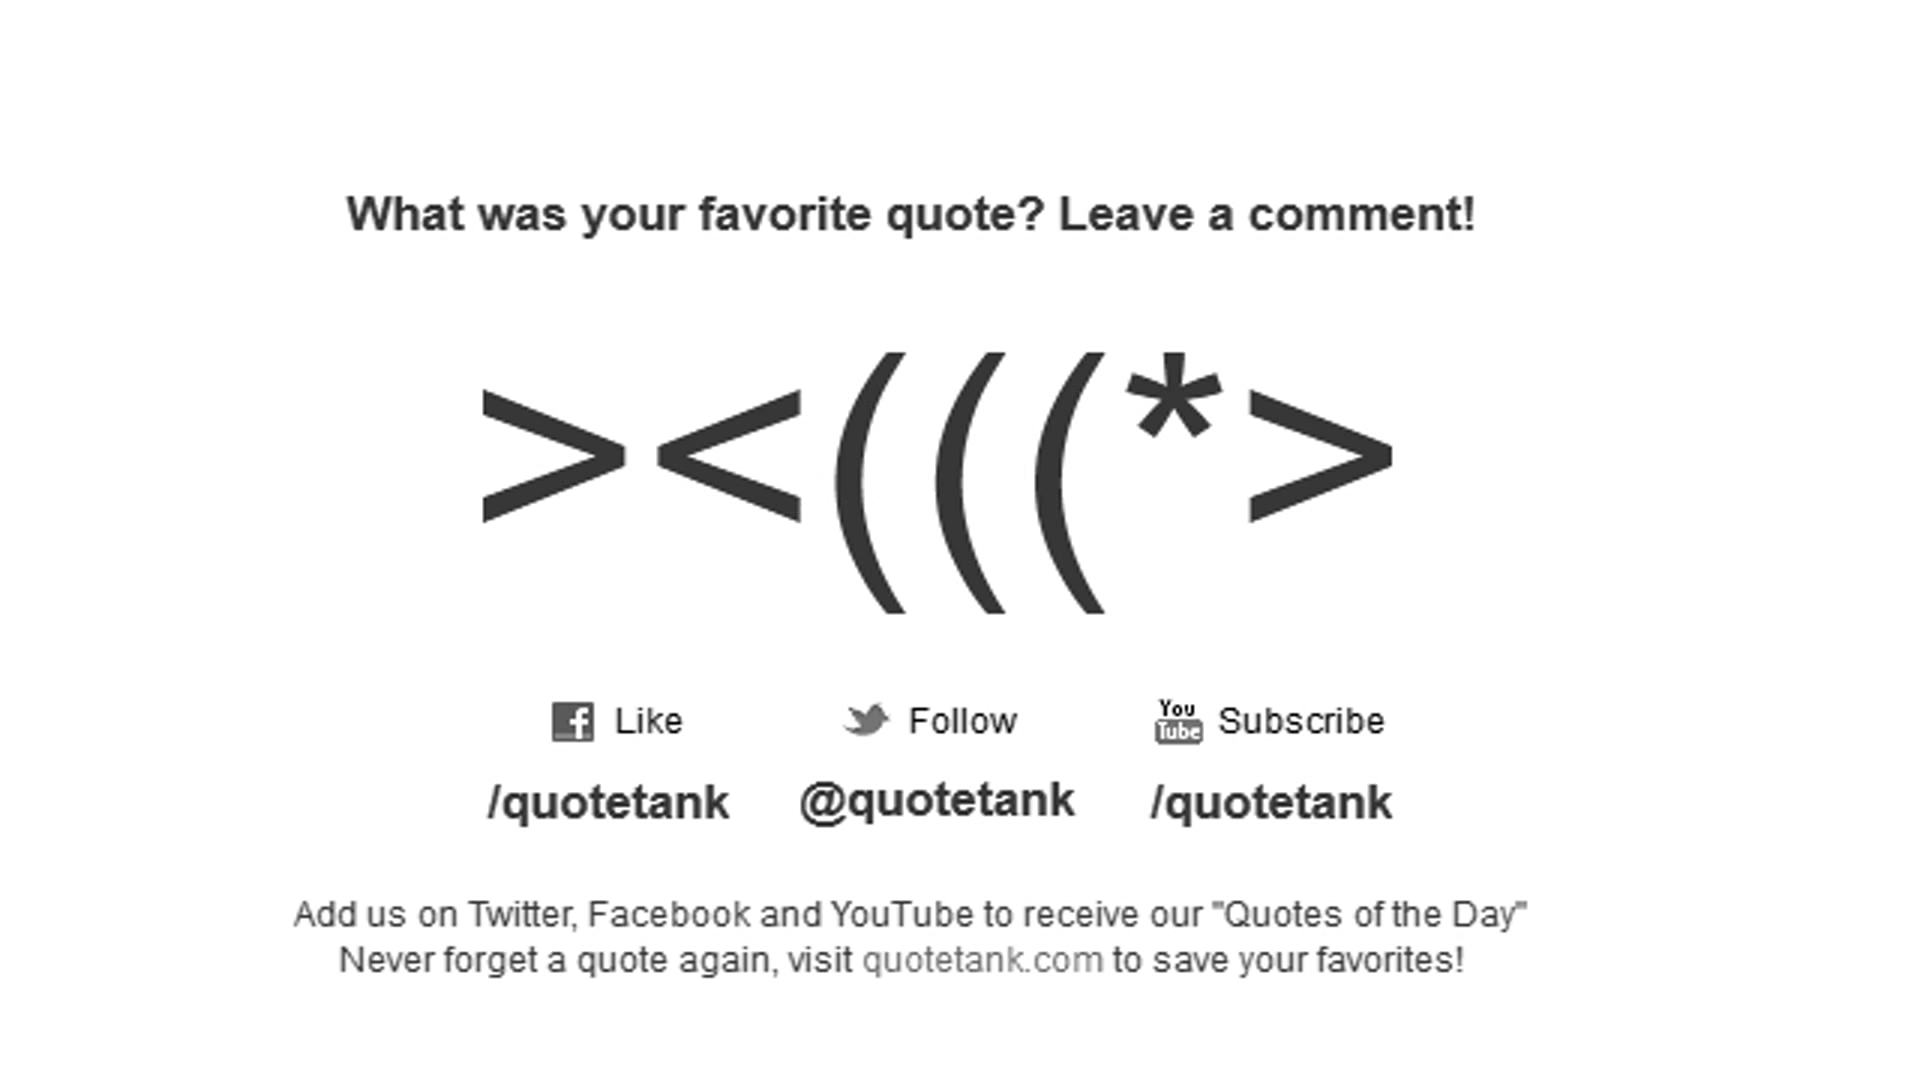 What was your favorite quote? Leave a comment!
><(((*>
f Like Follow You Tube Subscribe
/quotetank @quotetank /quotetank
Add us on Twitter, Facebook and YouTube to receive our "Quotes of the Day"
Never forget a quote again, visit quotetank.com to save your favorites!